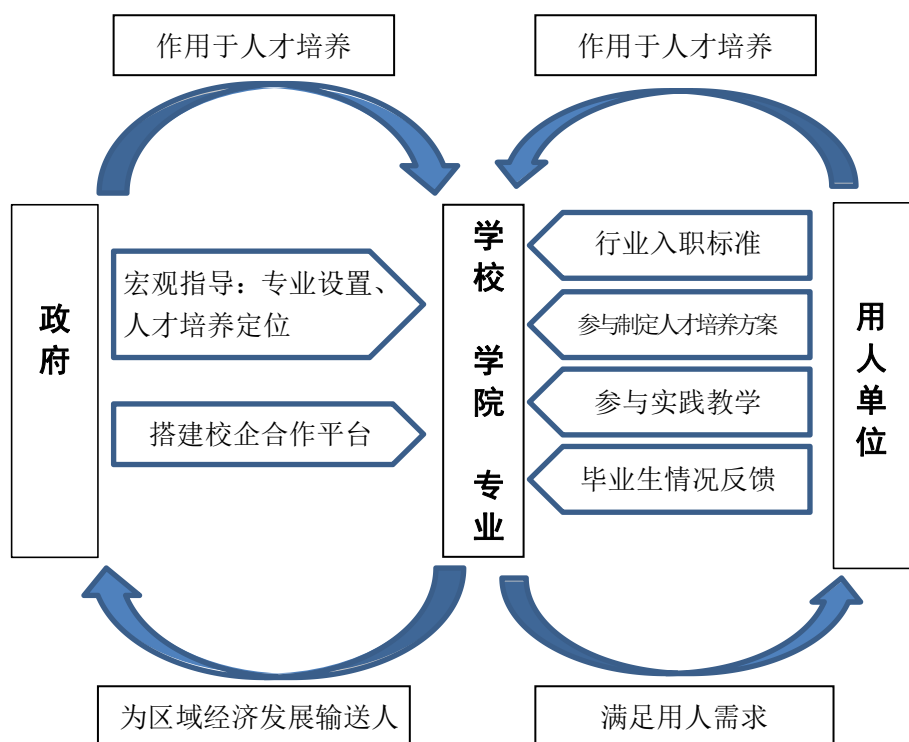 作用于人才培养
作用于人才培养
政府
宏观指导：专业设置、
人才培养定位
搭建校企合作平台
学校 学院 专业
行业入职标准
参与制定人才培养方案
参与实践教学
毕业生情况反馈
用人单位
为区域经济发展输送人
满足用人需求